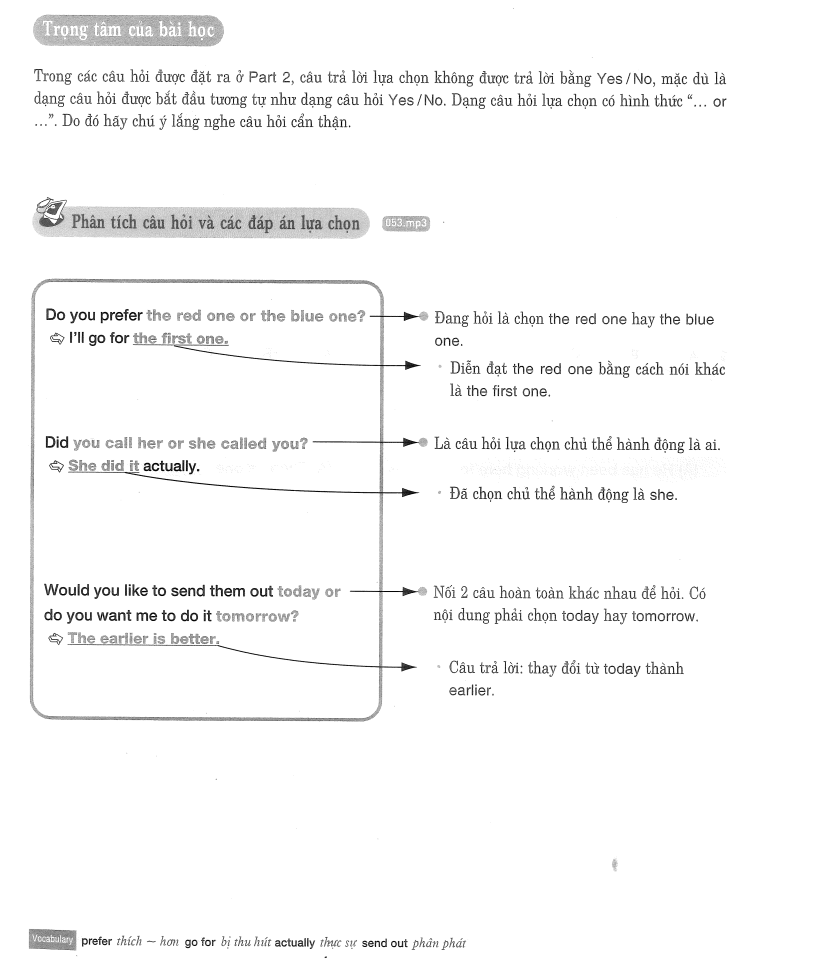 Trọng tâm của bài học
Trong các câu hỏi được đặt ra ở Part 2, câu trả lời lựa chọn không được trả lời bằng Yes/No, mặc dù là
dạng câu hỏi được bắt đầu tương tự như dạng câu hỏi Yes/No. Dạng câu hỏi lựa chọn có hình thức “... or
...”. Do đó hãy chú ý lắng nghe câu hỏi cẩn thận.
Phân tích câu hỏi và các đáp án lựa chọn 053.mp3
Do you prefer the red one or the blue one?
⇨ I'll go for the first one.
Đang hỏi là chọn the red one hay the blue
one.
Diễn đạt the red one bằng cách nói khác
là the first one.
Did you call her or she called you?
⇨ She did it actually.
Là câu hỏi lựa chọn chủ thể hành động là ai.
Đã chọn chủ thể hành động là she.
Would you like to send them out today or
do you want me to do it tomorrow?
⇨ The earlier is better.
Nối 2 câu hoàn toàn khác nhau để hỏi. Có
nội dung phải chọn today hay tomorrow.
Câu trả lời: thay đổi từ today thành
earlier.
Vocabulary prefer thích ~ hơn go for bị thu hút actually thực sự send out phân phát